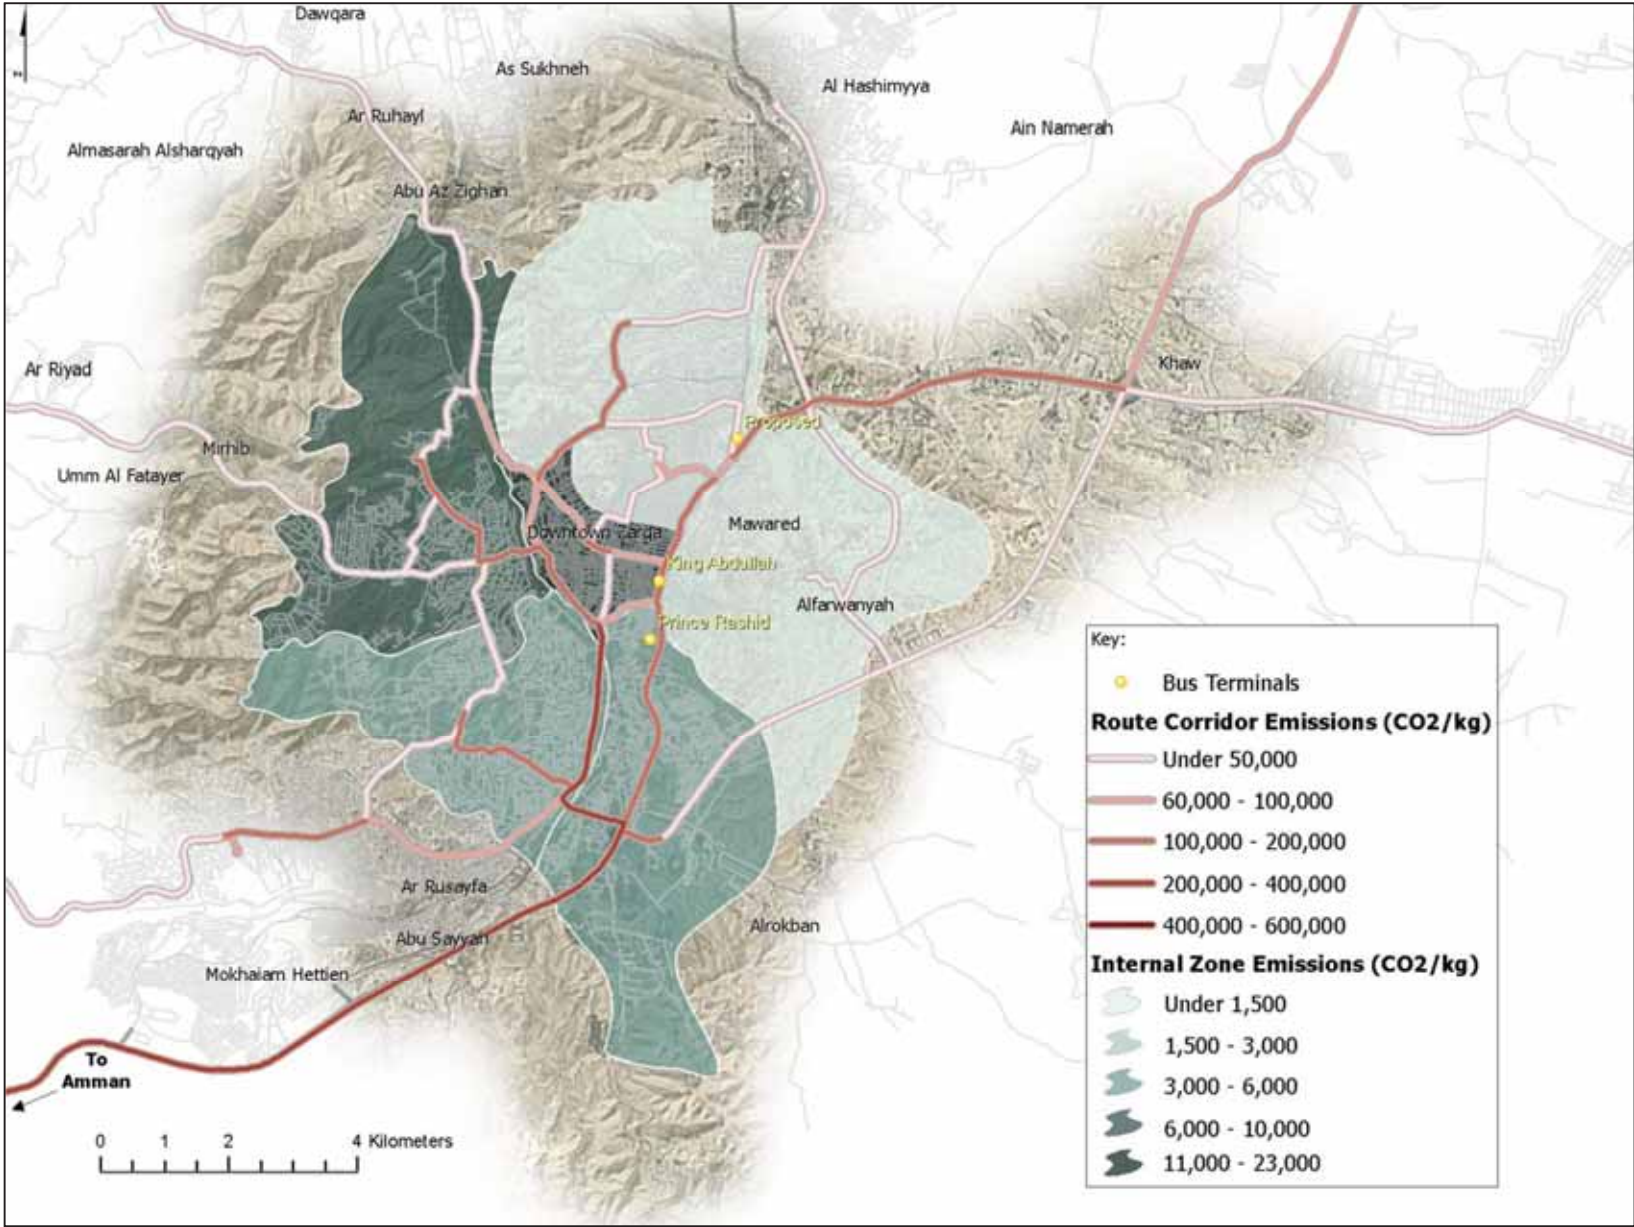 Dawqara
As Sukhneh
Al Hashimyya
Ar Ruhayl
Ain Namerah
Almasarah Alsharqyah
Abu Az Zighan
Ar Riyad
Khaw
Proposed
Mirhib
Umm Al Fatayer
Mawared
Downtown Zarqa
King Abdullah
Alfarwanyah
Prince Rashid
Ar Rusayfa
Alrokban
Abu Sayyah
Mokhaiam Hettien
To
Amman
0 1 2 4 Kilometers
Key:
Bus Terminals
Route Corridor Emissions (CO2/kg)
Under 50,000
60,000 - 100,000
100,000 - 200,000
200,000 - 400,000
400,000 - 600,000
Internal Zone Emissions (CO2/kg)
Under 1,500
1,500 - 3,000
3,000 - 6,000
6,000 - 10,000
11,000 - 23,000